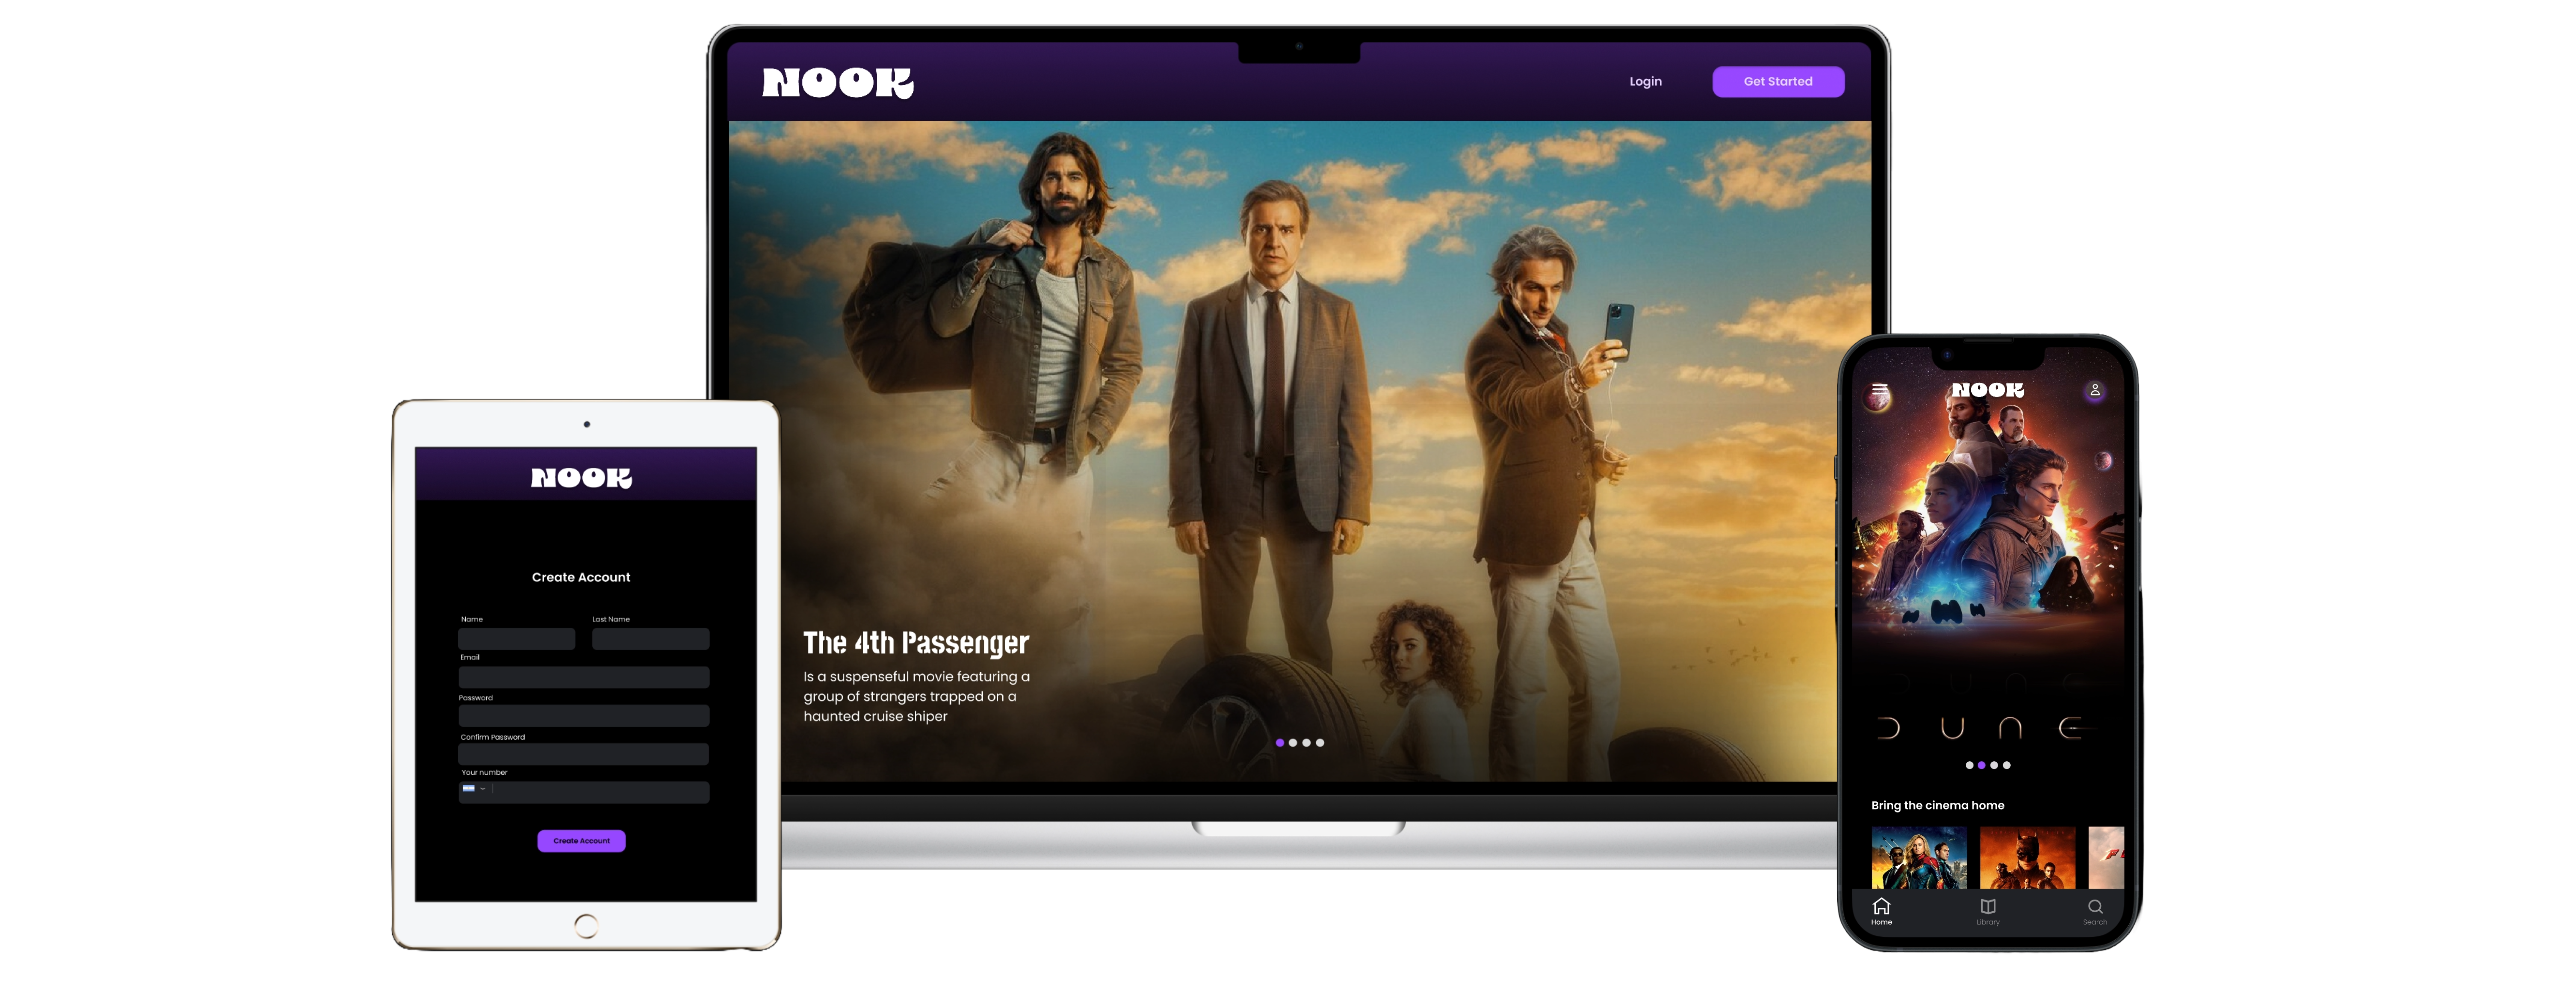 NOOK
Login
Get Started
The 4th Passenger
Is a suspenseful movie featuring a
group of strangers trapped on a
haunted cruise shiper
NOOK
Create Account
Name
Last Name
Email
Password
Confirm Password
Your number
Create Account
NOOK
DUNE
Bring the cinema home
Home
Library
Search